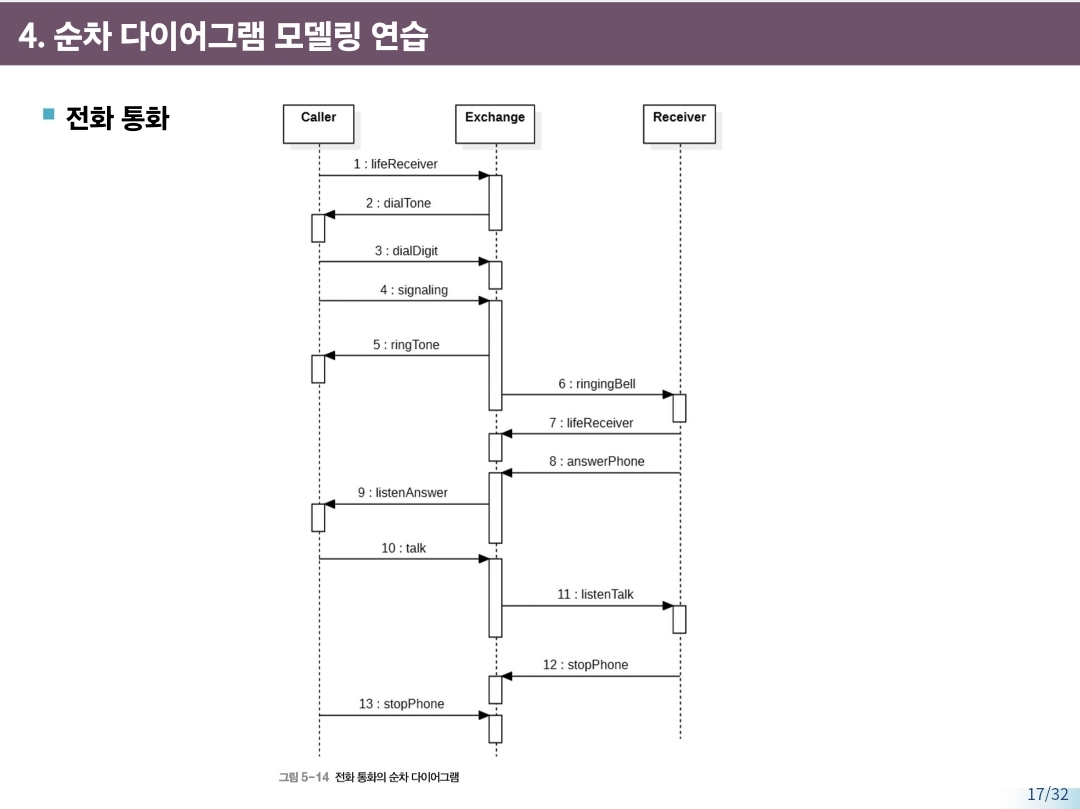 4. 순차 다이어그램 모델링 연습
전화 통화
Caller
Exchange
Receiver
1 : lifeReceiver
2 : dialTone
3 : dialDigit
4 : signaling
5 : ringTone
6 : ringingBell
7 : lifeReceiver
8 : answerPhone
9 : listenAnswer
10 : talk
11 : listenTalk
12 : stopPhone
13 : stopPhone
그림 5-14 전화 통화의 순차 다이어그램
17/32